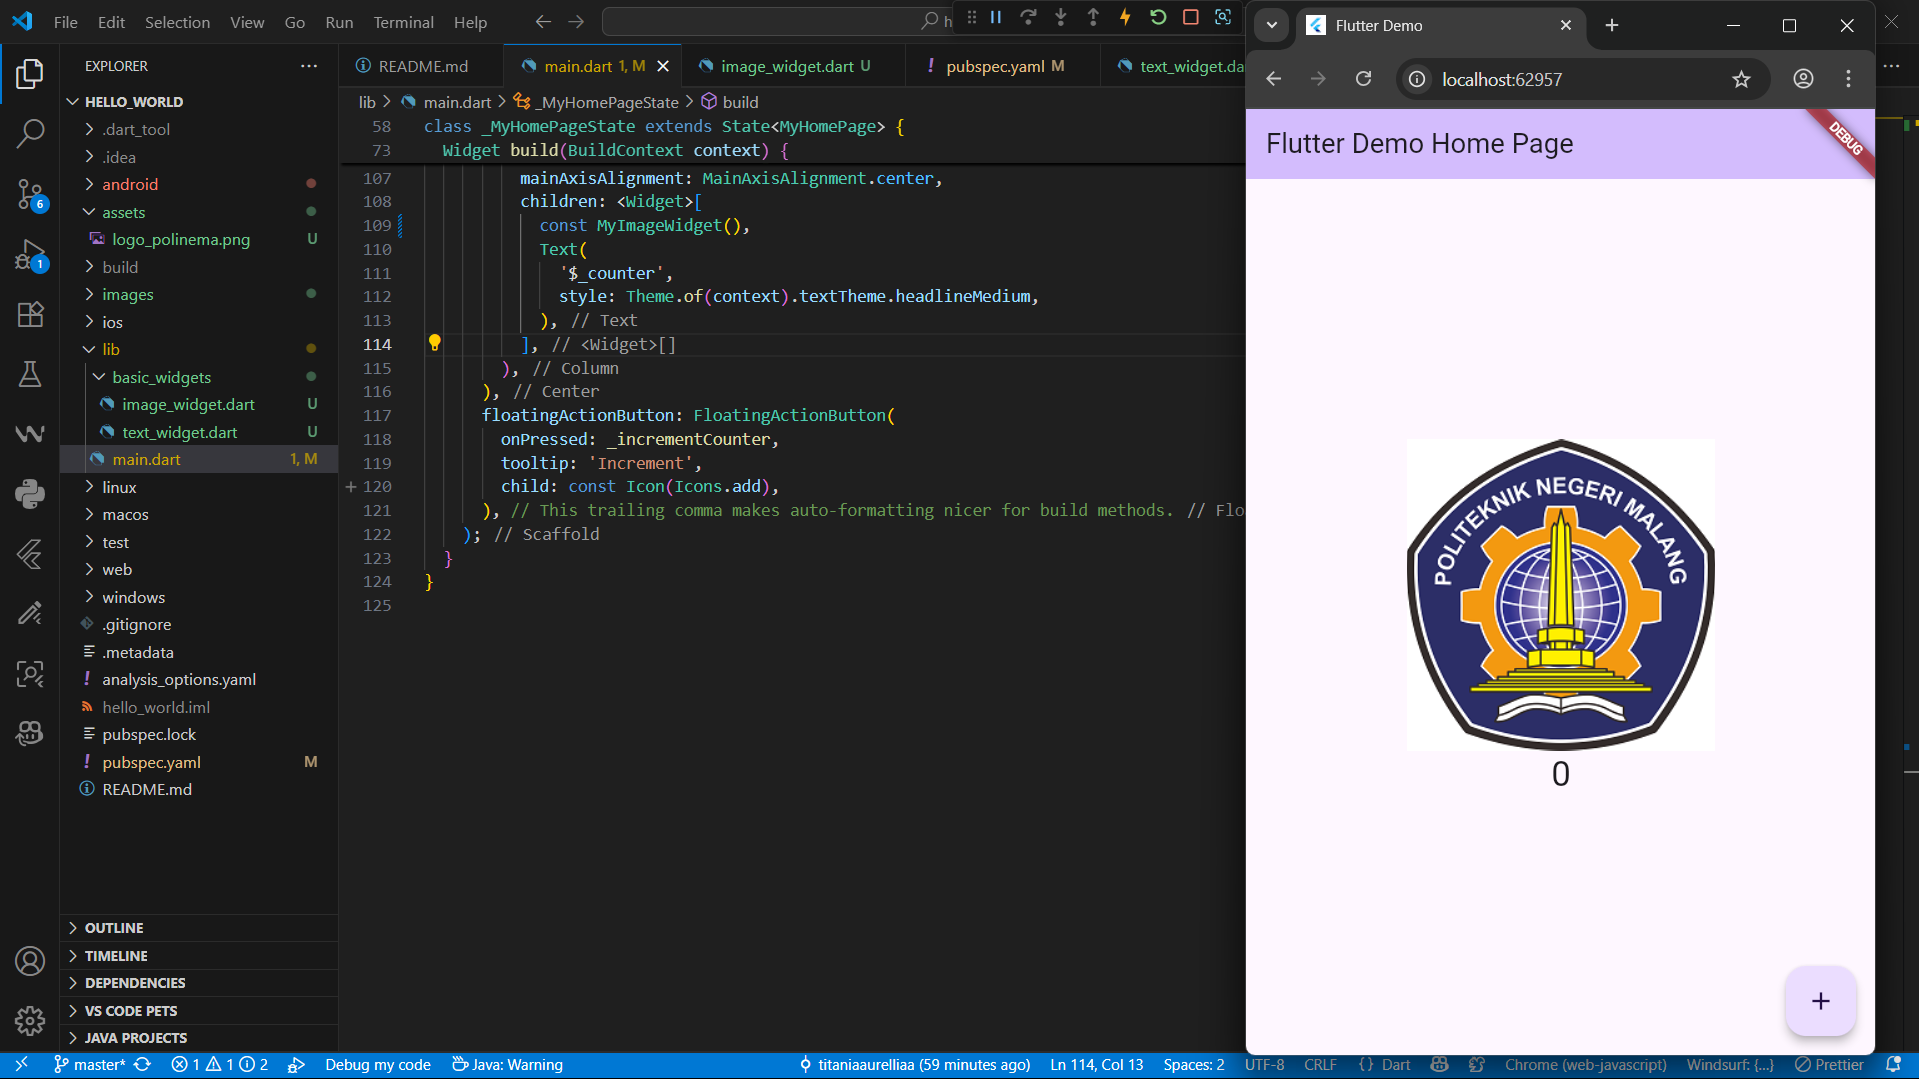 File Edit Selection View Go Run Terminal Help
EXPLORER
HELLO_WORLD
.dart_tool
.idea
android
assets
logo_polinema.png U
build
images
ios
lib
basic_widgets
image_widget.dart U
text_widget.dart U
main.dart 1, M
linux
macos
test
web
windows
.gitignore
.metadata
analysis_options.yaml
hello_world.iml
pubspec.lock
pubspec.yaml M
README.md
OUTLINE
TIMELINE
DEPENDENCIES
VS CODE PETS
JAVA PROJECTS
6
1
README.md main.dart 1, M image_widget.dart U pubspec.yaml M text_widget.da
lib > main.dart > _MyHomePageState > build
58 class _MyHomePageState extends State<MyHomePage> {
73 Widget build(BuildContext context) {
107 mainAxisAlignment: MainAxisAlignment.center,
108 children: <Widget>[
109 const MyImageWidget(),
110 Text(
111 '$_counter',
112 style: Theme.of(context).textTheme.headlineMedium,
113 ), // Text
114 ], // <Widget>[]
115 ), // Column
116 ), // Center
117 floatingActionButton: FloatingActionButton(
118 onPressed: _incrementCounter,
119 tooltip: 'Increment',
120 child: const Icon(Icons.add),
121 ), // This trailing comma makes auto-formatting nicer for build methods. // Flo
122 ); // Scaffold
123 }
124 }
125
Flutter Demo
localhost:62957
Flutter Demo Home Page
DEBUG
POLITEKNIK NEGERI MALANG
0
+
master* 1 1 2 Debug my code Java: Warning titaniaaurelliaa (59 minutes ago) Ln 114, Col 13 Spaces: 2 UTF-8 CRLF { } Dart Chrome (web-javascript) Windsurf: {...} Prettier